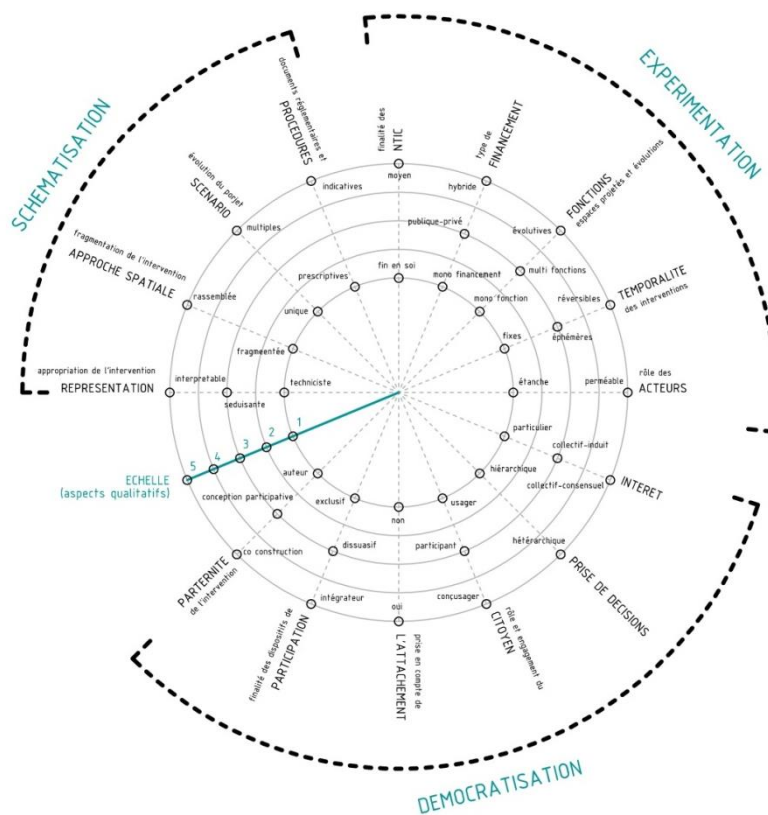 SCHEMATISATION
documents réglementaires et
PROCEDURES
indicatives
prescriptives
évolution du porjet
SCENARIO
multiples
unique
fragmentation de l'intervention
APPROCHE SPATIALE
rassemblée
fragmeentée
appropriation de l'intervention
REPRESENTATION
interpretable
seduisante
techniciste
EXPERIMENTATION
finalité des
NTIC
moyen
fin en soi
type de
FINANCEMENT
hybride
publique-privé
mono financement
FONCTIONS
espaces projetés et évolutions
évolutives
multi fonctions
mono fonction
TEMPORALITE
des interventions
réversibles
éphémères
fixes
rôle des
ACTEURS
perméable
étanche
INTERET
collectif-consensuel
collectif-induit
particulier
PRISE DE DECISIONS
hétérarchique
hiérarchique
rôle et engagement du
CITOYEN
conçusager
participant
usager
prise en compte de
L'ATTACHEMENT
oui
non
finalité des dispositifs de
PARTICIPATION
intégrateur
dissuasif
exclusif
PARTERNITE
de l'intervention
co construction
conception participative
auteur
ECHELLE
(aspects qualitatifs)
5
4
3
2
1
DEMOCRATISATION